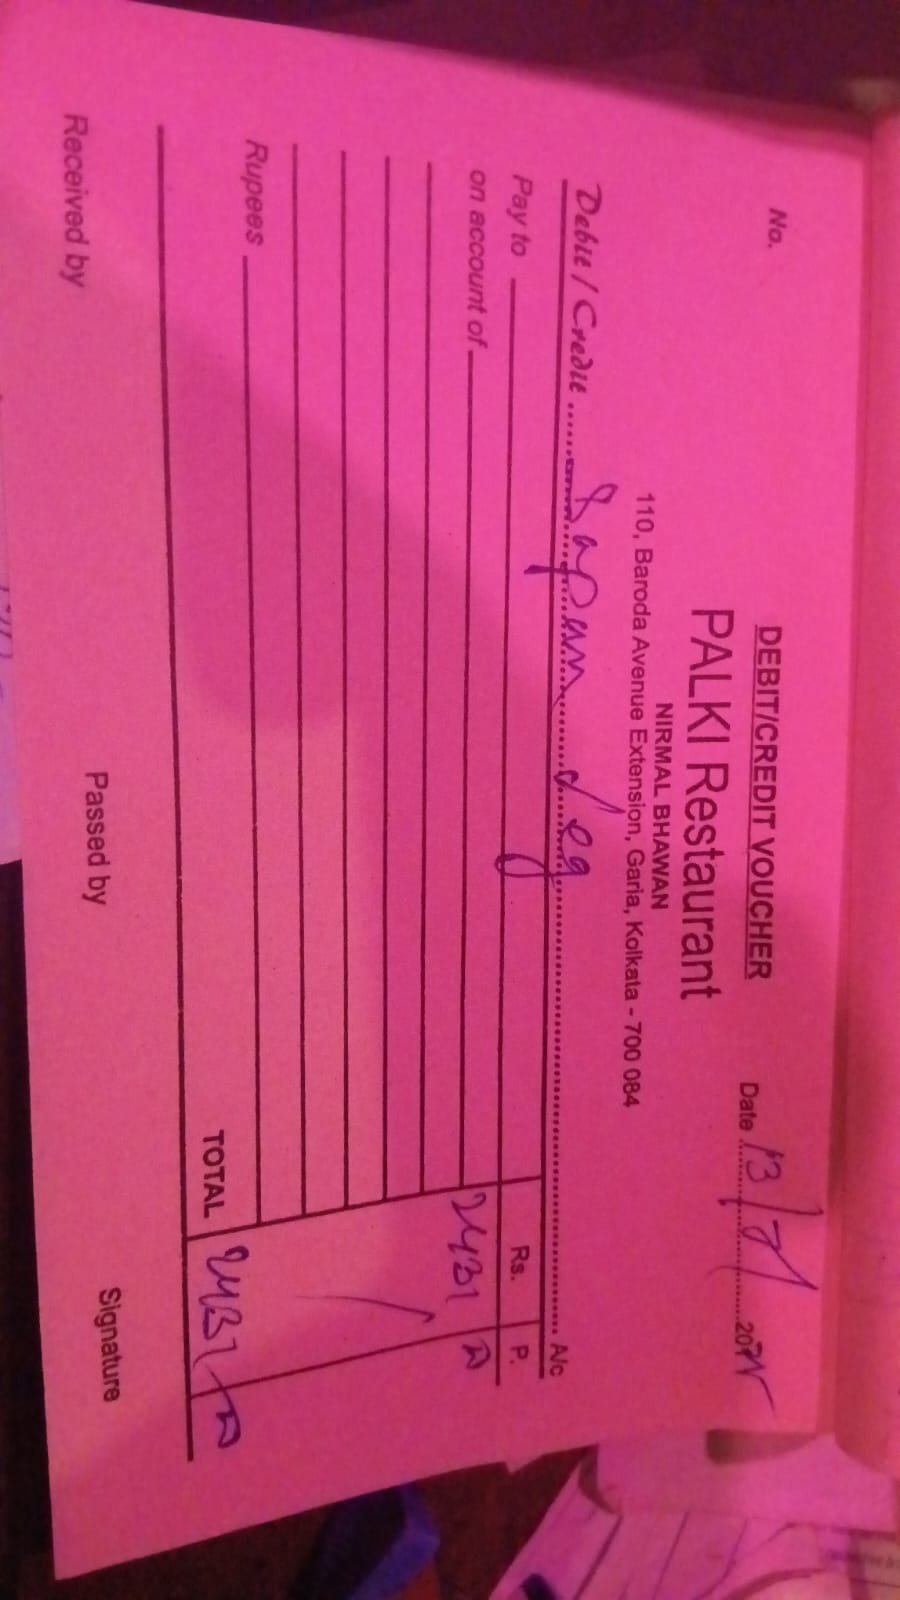 DEBIT/CREDIT VOUCHER
No.
Date 13/7
PALKI Restaurant
NIRMAL BHAWAN
110, Baroda Avenue Extension, Garia, Kolkata - 700 084
Debit / Credit .......... Sapan dey .......... A/c
Pay to
Rs. P.
on account of
2431
Rupees
TOTAL 2431
Received by
Passed by
Signature